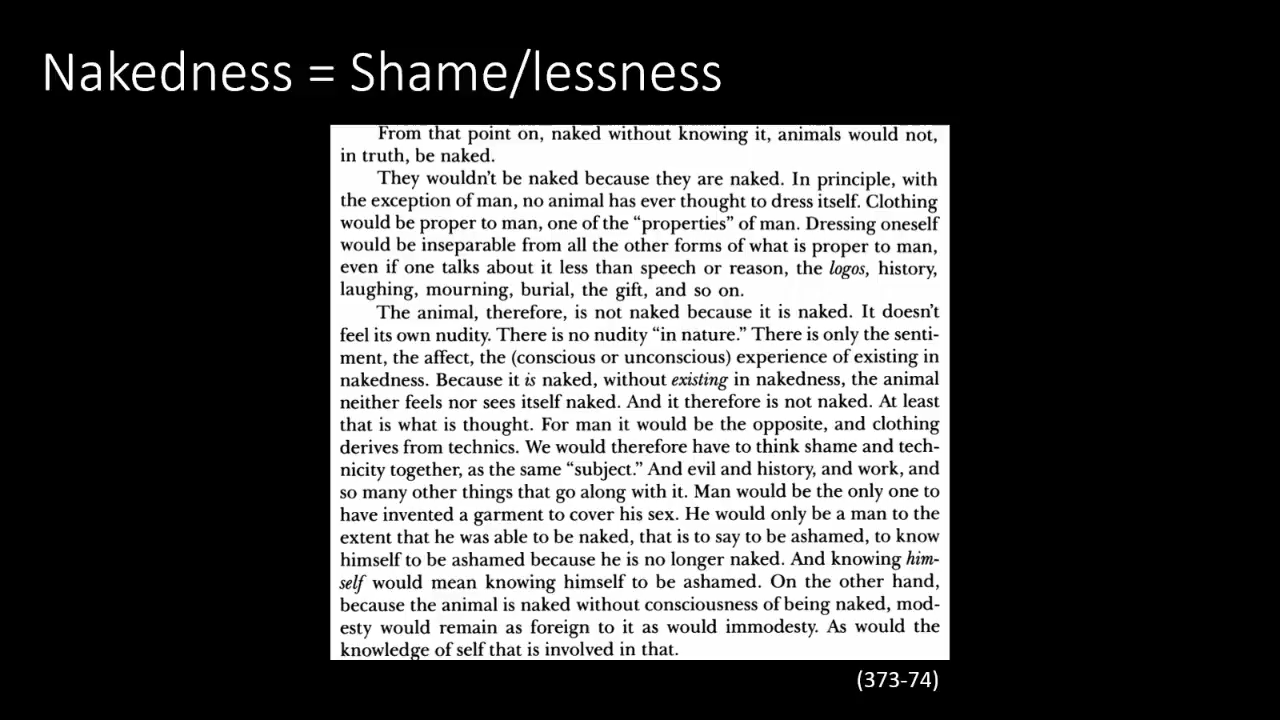 Nakedness = Shame/lessness
From that point on, naked without knowing it, animals would not,
in truth, be naked.
They wouldn't be naked because they are naked. In principle, with
the exception of man, no animal has ever thought to dress itself. Clothing
would be proper to man, one of the “properties” of man. Dressing oneself
would be inseparable from all the other forms of what is proper to man,
even if one talks about it less than speech or reason, the logos, history,
laughing, mourning, burial, the gift, and so on.
The animal, therefore, is not naked because it is naked. It doesn't
feel its own nudity. There is no nudity “in nature.” There is only the senti-
ment, the affect, the (conscious or unconscious) experience of existing in
nakedness. Because it is naked, without existing in nakedness, the animal
neither feels nor sees itself naked. And it therefore is not naked. At least
that is what is thought. For man it would be the opposite, and clothing
derives from technics. We would therefore have to think shame and tech-
nicity together, as the same “subject.” And evil and history, and work, and
so many other things that go along with it. Man would be the only one to
have invented a garment to cover his sex. He would only be a man to the
extent that he was able to be naked, that is to say to be ashamed, to know
himself to be ashamed because he is no longer naked. And knowing him-
self would mean knowing himself to be ashamed. On the other hand,
because the animal is naked without consciousness of being naked, mod-
esty would remain as foreign to it as would immodesty. As would the
knowledge of self that is involved in that.
(373-74)